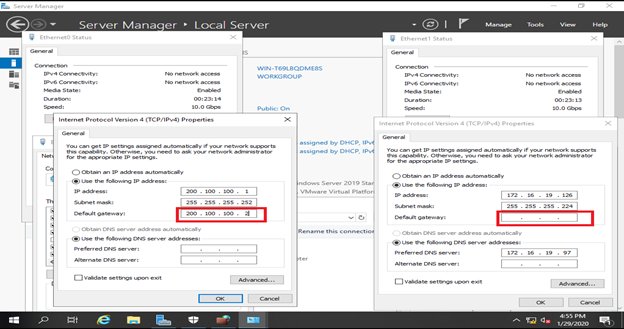 Server Manager
Server Manager › Local Server
Manage Tools View Help
Ethernet0 Status
General
Connection
IPv4 Connectivity: No network access
IPv6 Connectivity: No network access
Media State: Enabled
Duration: 00:23:14
Speed: 10.0 Gbps
WIN-T69LBQDME8S
WORKGROUP
Public: On
Ethernet1 Status
General
Connection
IPv4 Connectivity: No network access
IPv6 Connectivity: No network access
Media State: Enabled
Duration: 00:23:13
Speed: 10.0 Gbps
Internet Protocol Version 4 (TCP/IPv4) Properties
General
You can get IP settings assigned automatically if your network supports
this capability. Otherwise, you need to ask your network administrator
for the appropriate IP settings.
Obtain an IP address automatically
Use the following IP address:
IP address: 200 . 100 . 100 . 1
Subnet mask: 255 . 255 . 255 . 252
Default gateway: 200 . 100 . 100 . 2
Obtain DNS server address automatically
Use the following DNS server addresses:
Preferred DNS server: . . .
Alternate DNS server: . . .
Validate settings upon exit
Advanced...
OK Cancel
assigned by DHCP, IPv6
assigned by DHCP, IPv6
Windows Server 2019 Stan
VMware Virtual Platform
Rename this connection
Internet Protocol Version 4 (TCP/IPv4) Properties
General
You can get IP settings assigned automatically if your network supports
this capability. Otherwise, you need to ask your network administrator
for the appropriate IP settings.
Obtain an IP address automatically
Use the following IP address:
IP address: 172 . 16 . 19 . 126
Subnet mask: 255 . 255 . 255 . 224
Default gateway: . . .
Obtain DNS server address automatically
Use the following DNS server addresses:
Preferred DNS server: 172 . 16 . 19 . 97
Alternate DNS server: . . .
Validate settings upon exit
Advanced...
OK Cancel
4:55 PM
1/29/2020